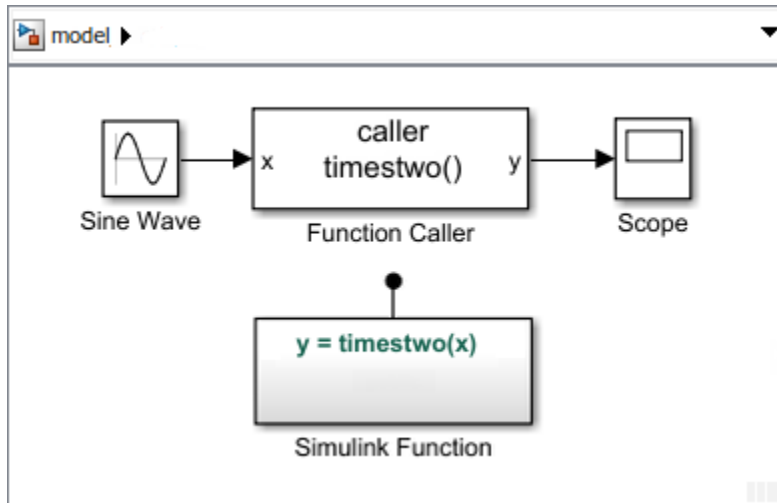 model
caller
timestwo()
x
y
Sine Wave
Function Caller
Scope
y = timestwo(x)
Simulink Function